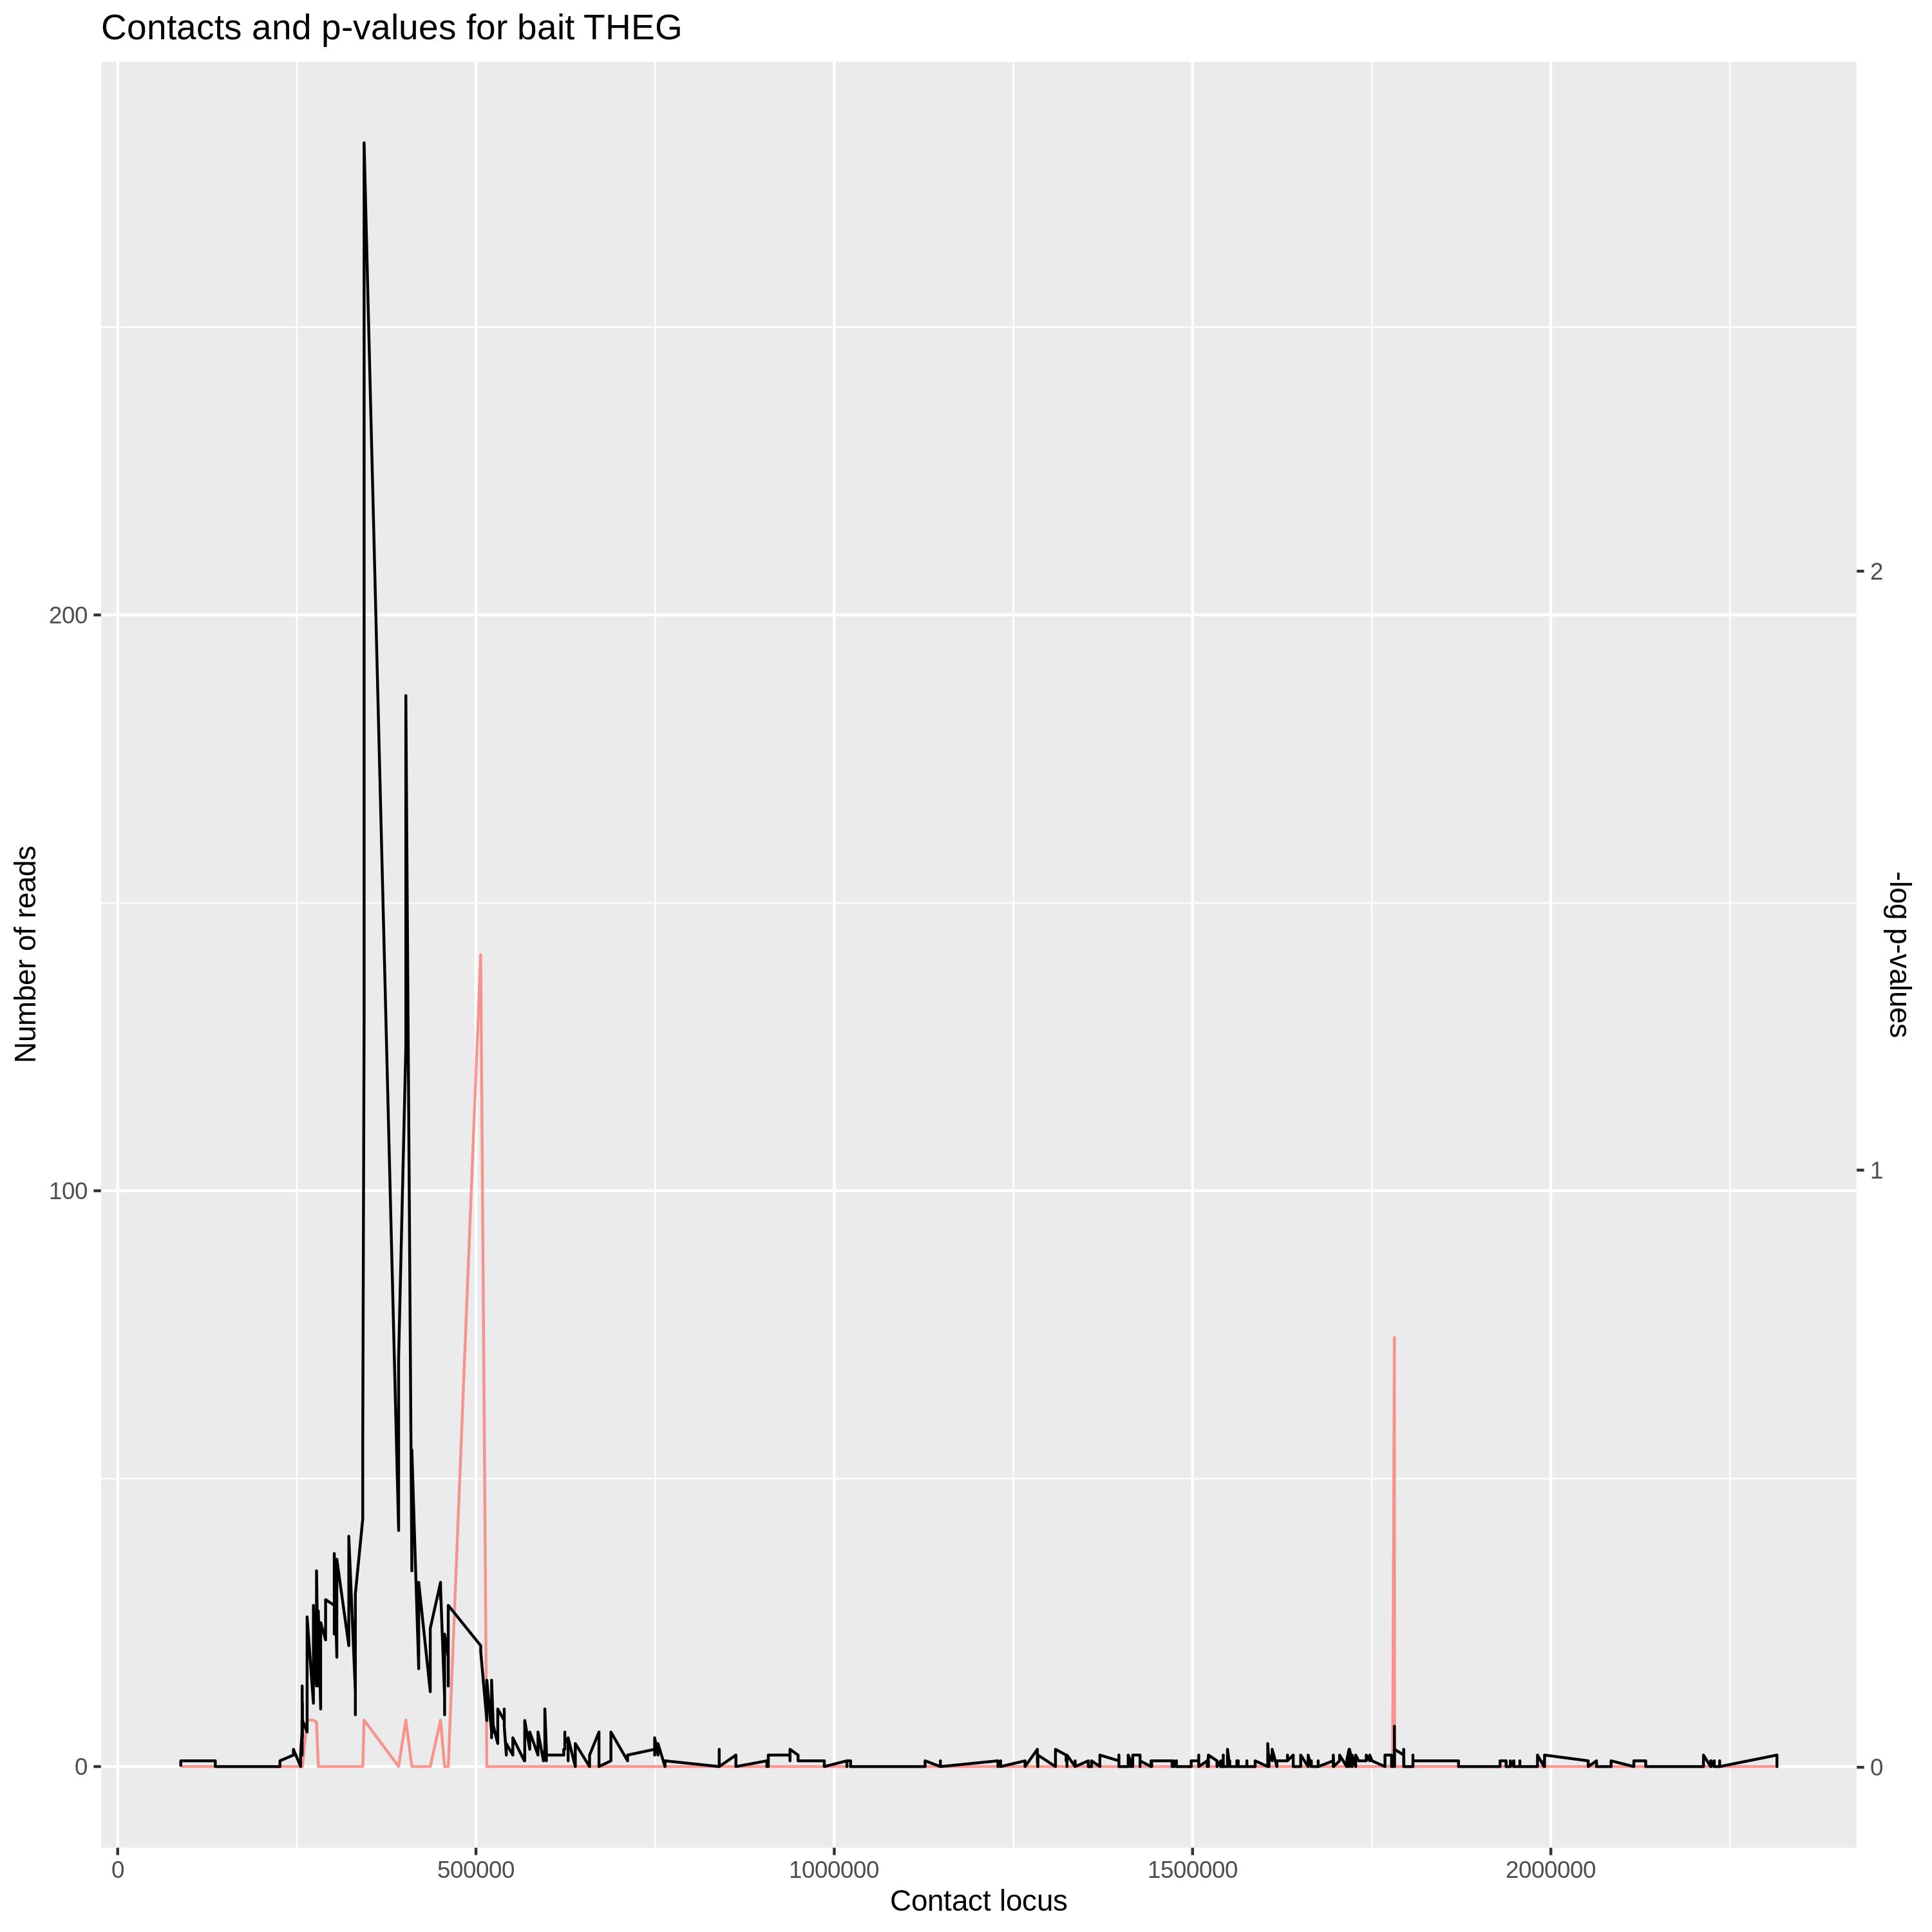 Contacts and p-values for bait THEG
Number of reads
200
100
0
2
1
0
-log p-values
0
500000
1000000
1500000
2000000
Contact locus